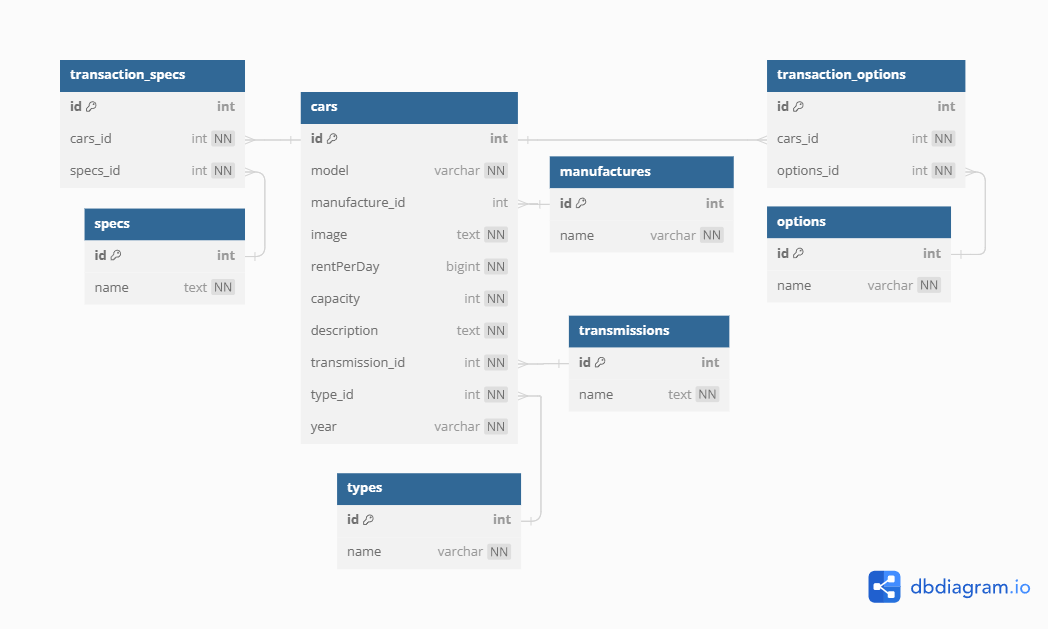 transaction_specs
id int
cars_id int NN
specs_id int NN
specs
id int
name text NN
cars
id int
model varchar NN
manufacture_id int
image text NN
rentPerDay bigint NN
capacity int NN
description text NN
transmission_id int NN
type_id int NN
year varchar NN
manufactures
id int
name varchar NN
transmissions
id int
name text NN
types
id int
name varchar NN
transaction_options
id int
cars_id int NN
options_id int NN
options
id int
name varchar NN
dbdiagram.io